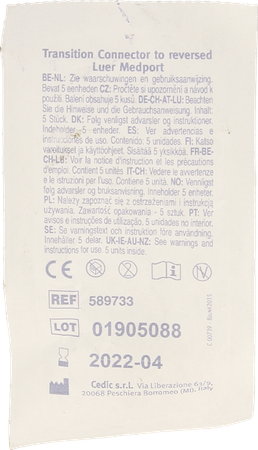 Transition Connector to reversed
Luer Medport
BE-NL: Zie waarschuwingen en gebruiksaanwijzing.
Bevat 5 eenheden CZ: Pročtěte si upozornění a návod k
použití. Balení obsahuje 5 kusů. DE-CH-AT-LU: Beachten
Sie die Hinweise und die Gebrauchsanweisung. Inhalt:
5 Stück. DK: Følg venligst advarsler og instruktioner.
Indeholder 5 enheder. ES: Ver advertencias e
instrucciones de uso. Contenido: 5 unidades. FI: Katso
varoitukset ja käyttöohjeet. Sisältää 5 yksikköä. FR-BE-
CH-LU: Voir la notice d'instruction et les précautions
d'emploi. Contient 5 unités. IT-CH: Vedere le avvertenze
e le istruzioni per l'uso. Contiene 5 unità. NO: Vennligst
følg advarsler og bruksanvisning. Inneholder 5 enheter.
PL: Należy zapoznać się z ostrzeżeniami i instrukcją
używania. Zawartość opakowania - 5 sztuk. PT: Ver
avisos e instruções de utilização. 5 unidades de
SE: Se varningstext och instruktion före användning.
Innehåller 5 delar. UK-IE-AU-NZ: See warnings and
instructions for use. 5 units inside.
CE
REF 589733
LOT 01905088
2022-04
Cedic s.r.l. Via Liberazione 63/9,
20068 Peschiera Borromeo (MI), Italy